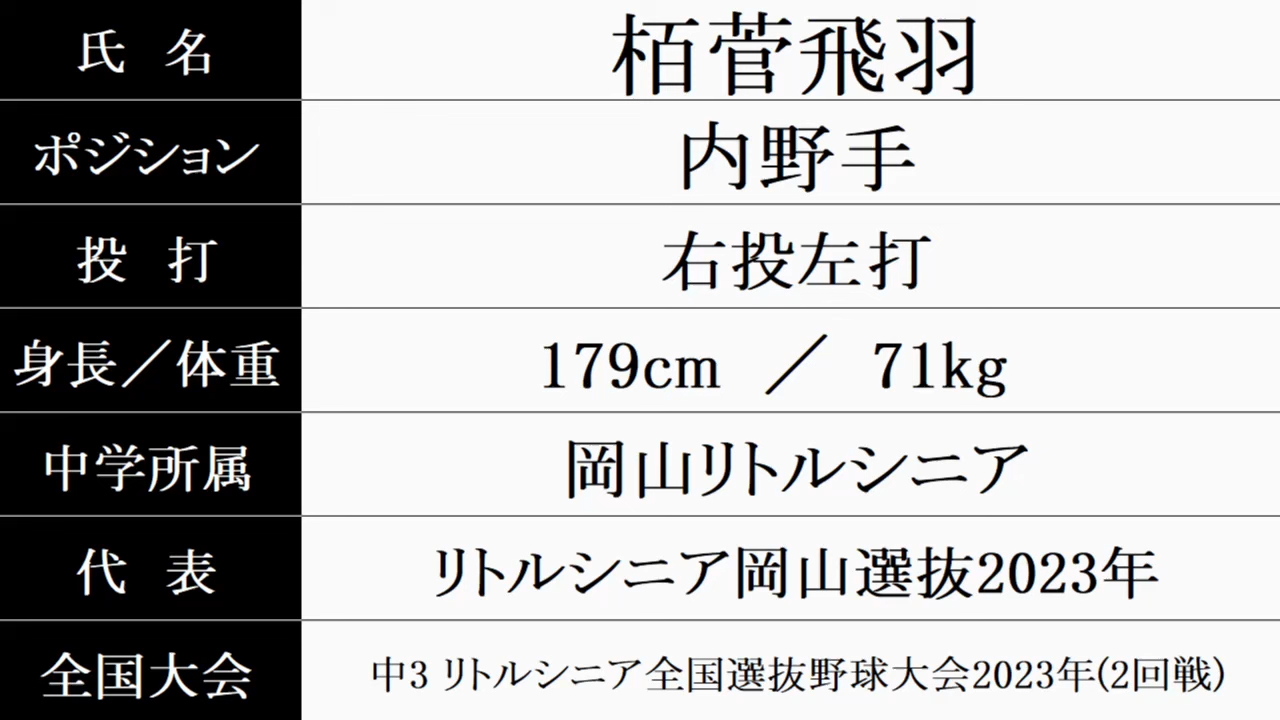 氏 名 栢菅飛羽
ポジション 内野手
投 打 右投左打
身長／体重 179cm ／ 71kg
中学所属 岡山リトルシニア
代 表 リトルシニア岡山選抜2023年
全国大会 中3 リトルシニア全国選抜野球大会2023年(2回戦)